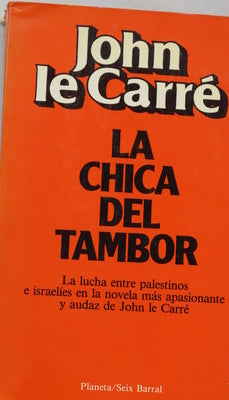 John
le Carré
LA
CHICA
DEL
TAMBOR
La lucha entre palestinos
e israelíes en la novela más apasionante
y audaz de John le Carré
Planeta/Seix Barral